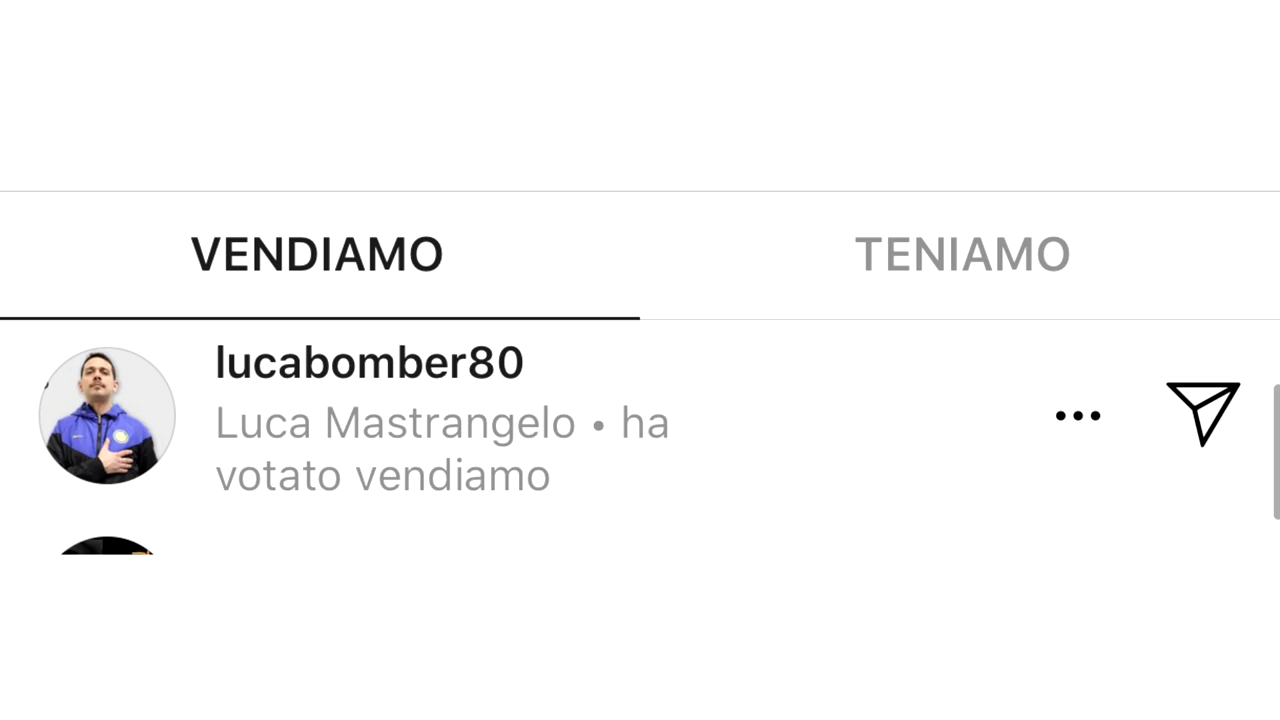 VENDIAMO TENIAMO
lucabomber80
Luca Mastrangelo • ha
votato vendiamo